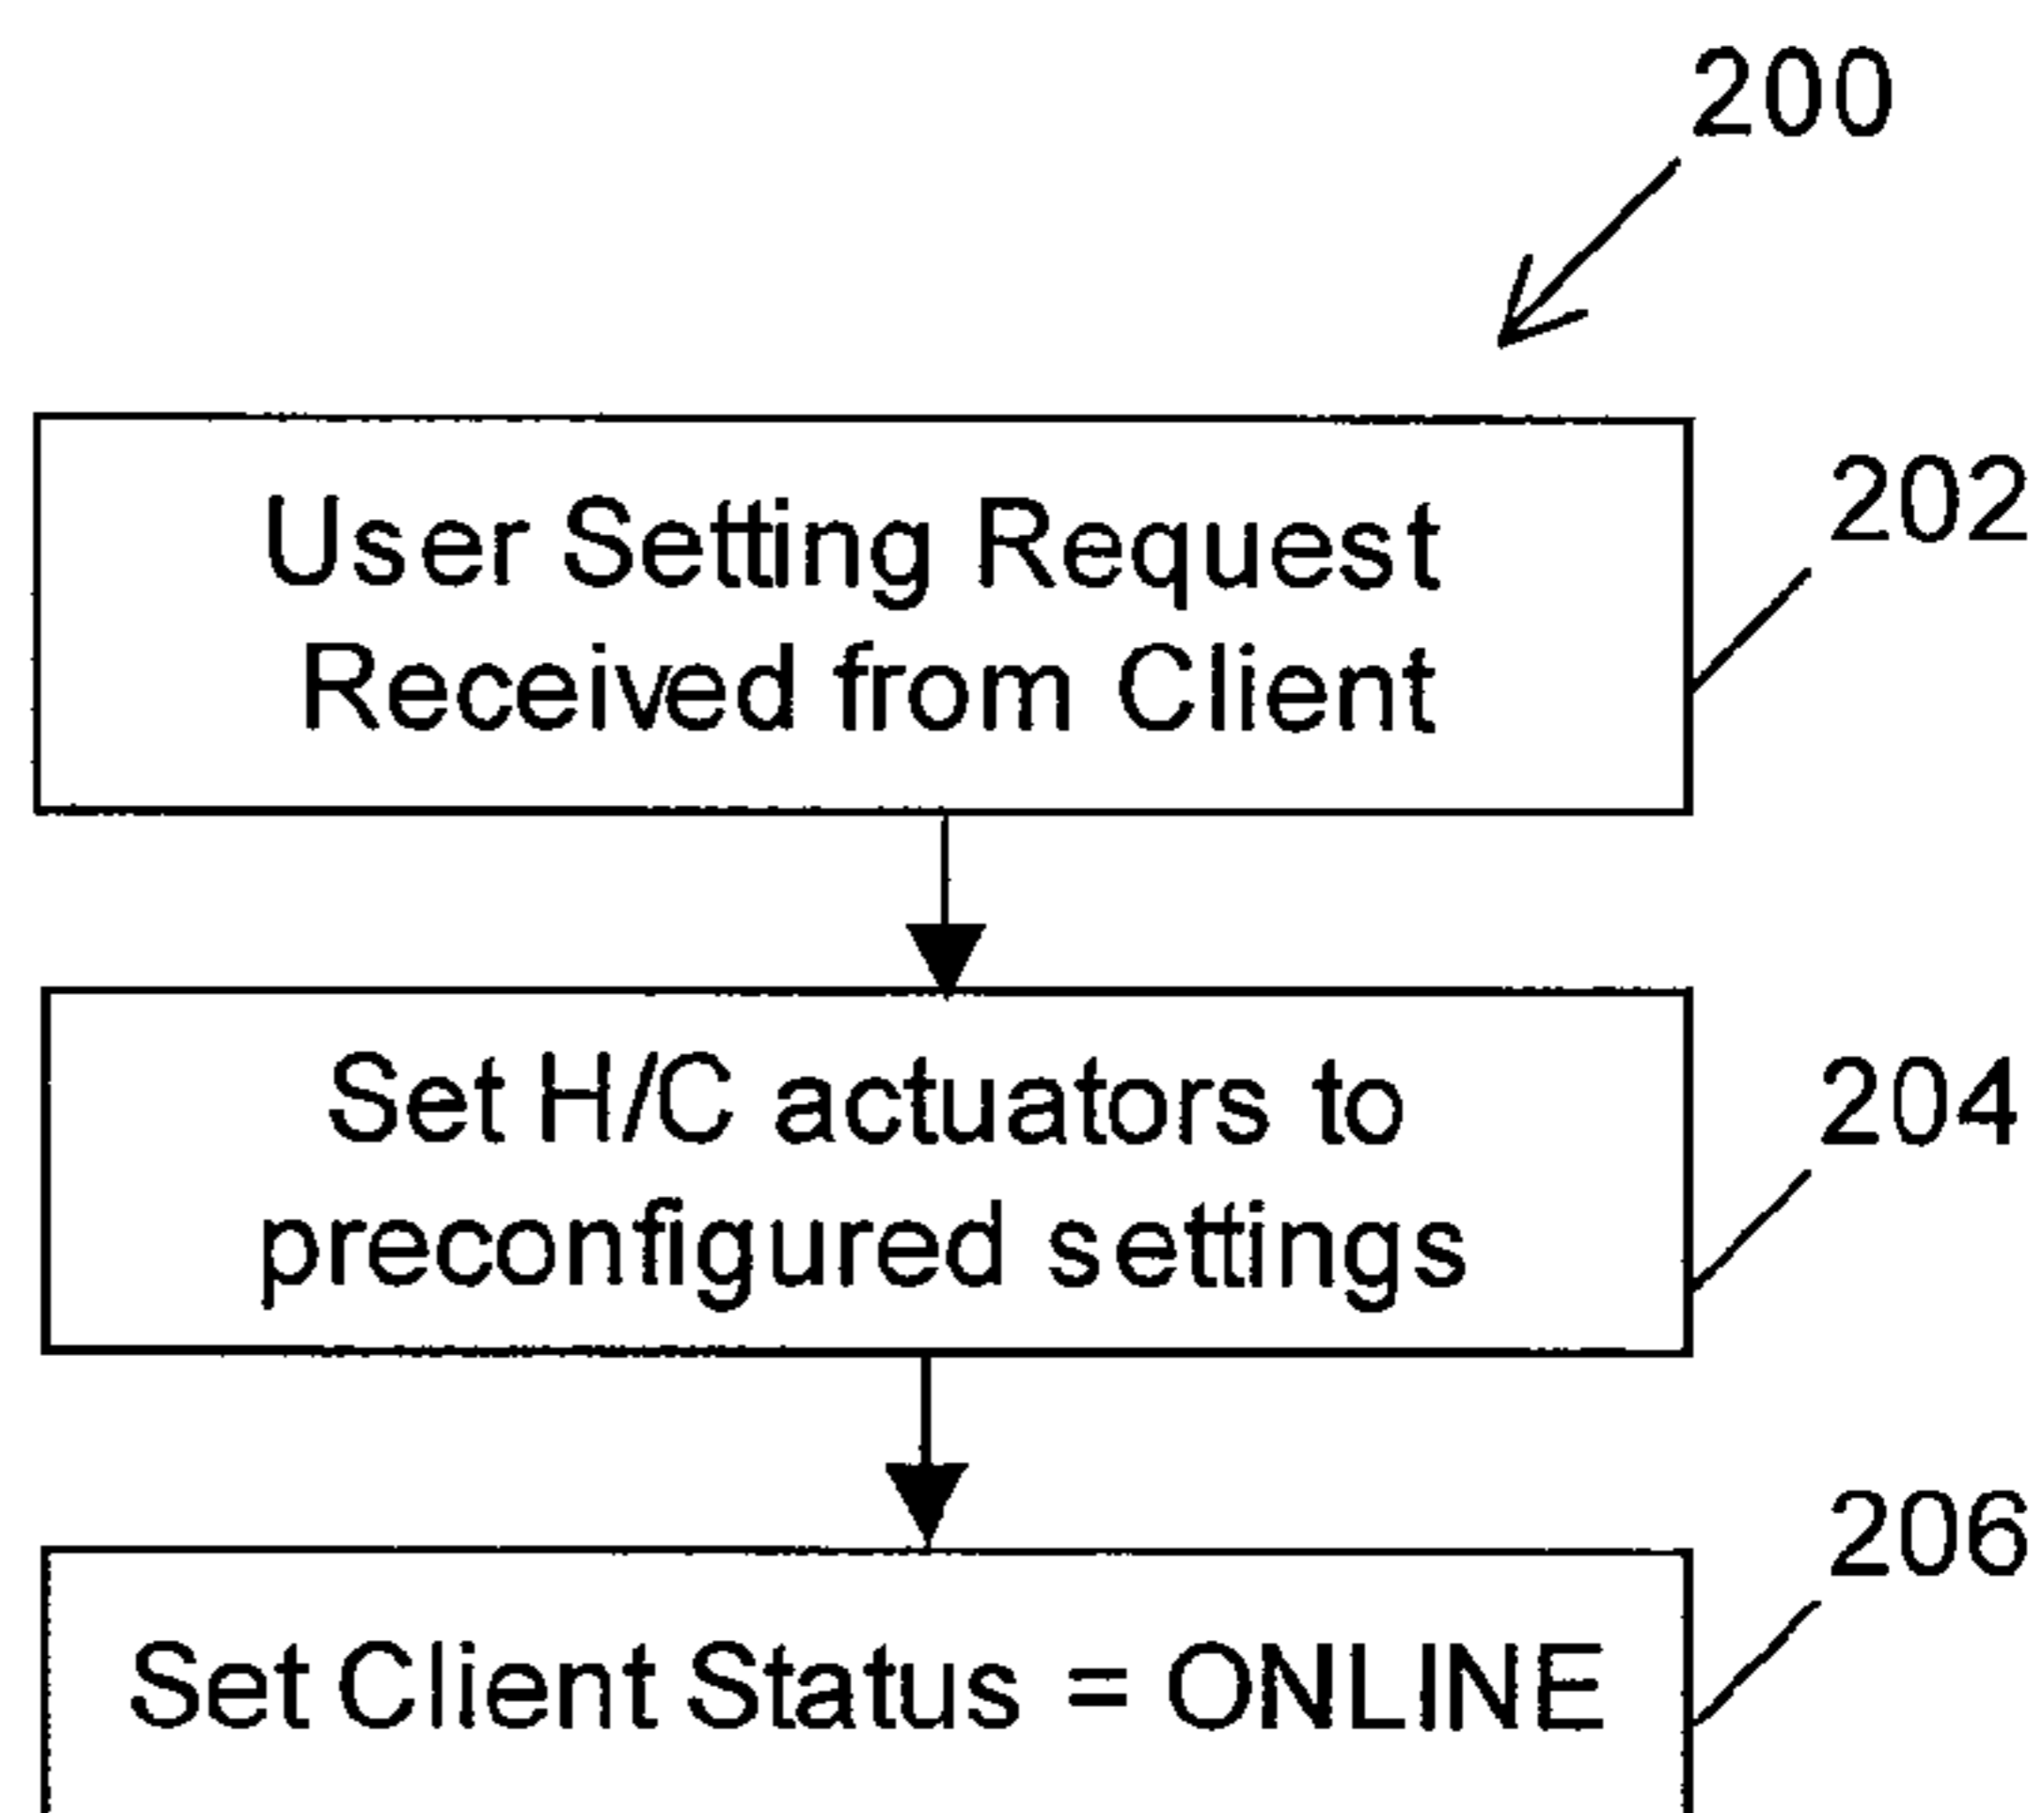 200
User Setting Request
Received from Client
202
Set H/C actuators to
preconfigured settings
204
Set Client Status = ONLINE
206